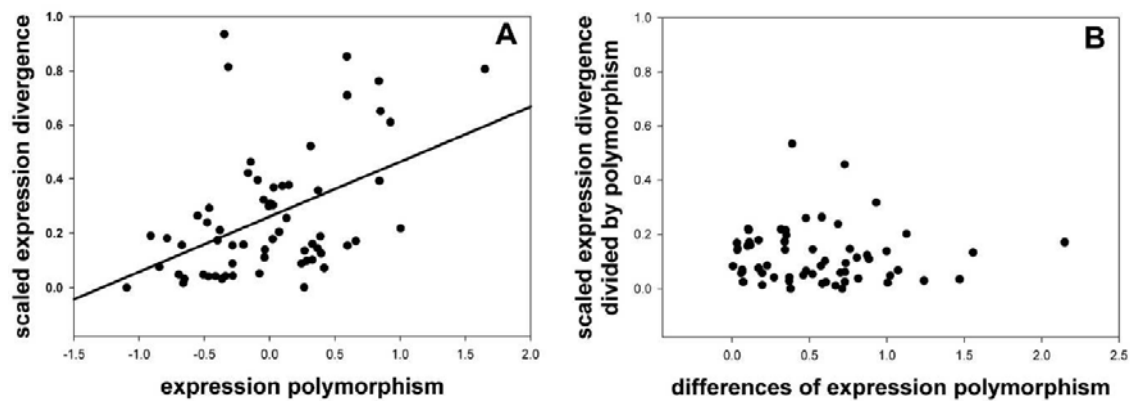 A
scaled expression divergence
1.0
0.8
0.6
0.4
0.2
0.0
-1.5 -1.0 -0.5 0.0 0.5 1.0 1.5 2.0
expression polymorphism
B
scaled expression divergence
divided by polymorphism
1.0
0.8
0.6
0.4
0.2
0.0
0.0 0.5 1.0 1.5 2.0 2.5
differences of expression polymorphism